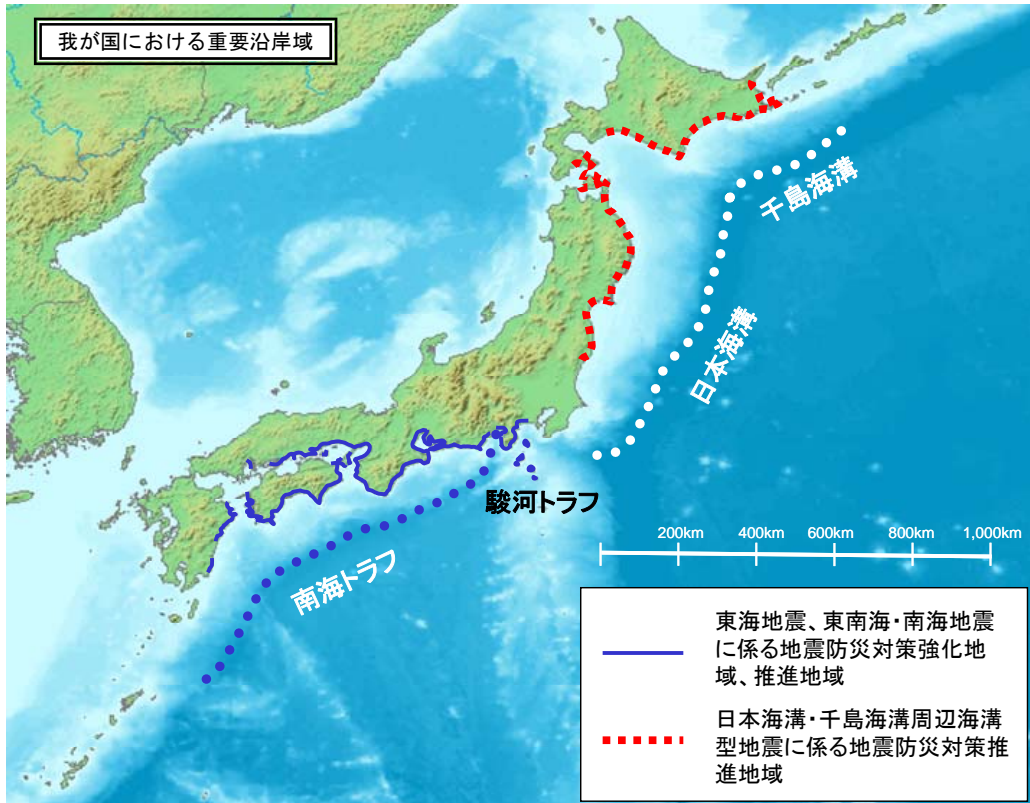 我が国における重要沿岸域
千島海溝
日本海溝
駿河トラフ
南海トラフ
200km 400km 600km 800km 1,000km
東海地震、東南海・南海地震
に係る地震防災対策強化地
域、推進地域
日本海溝・千島海溝周辺海溝
型地震に係る地震防災対策推
進地域